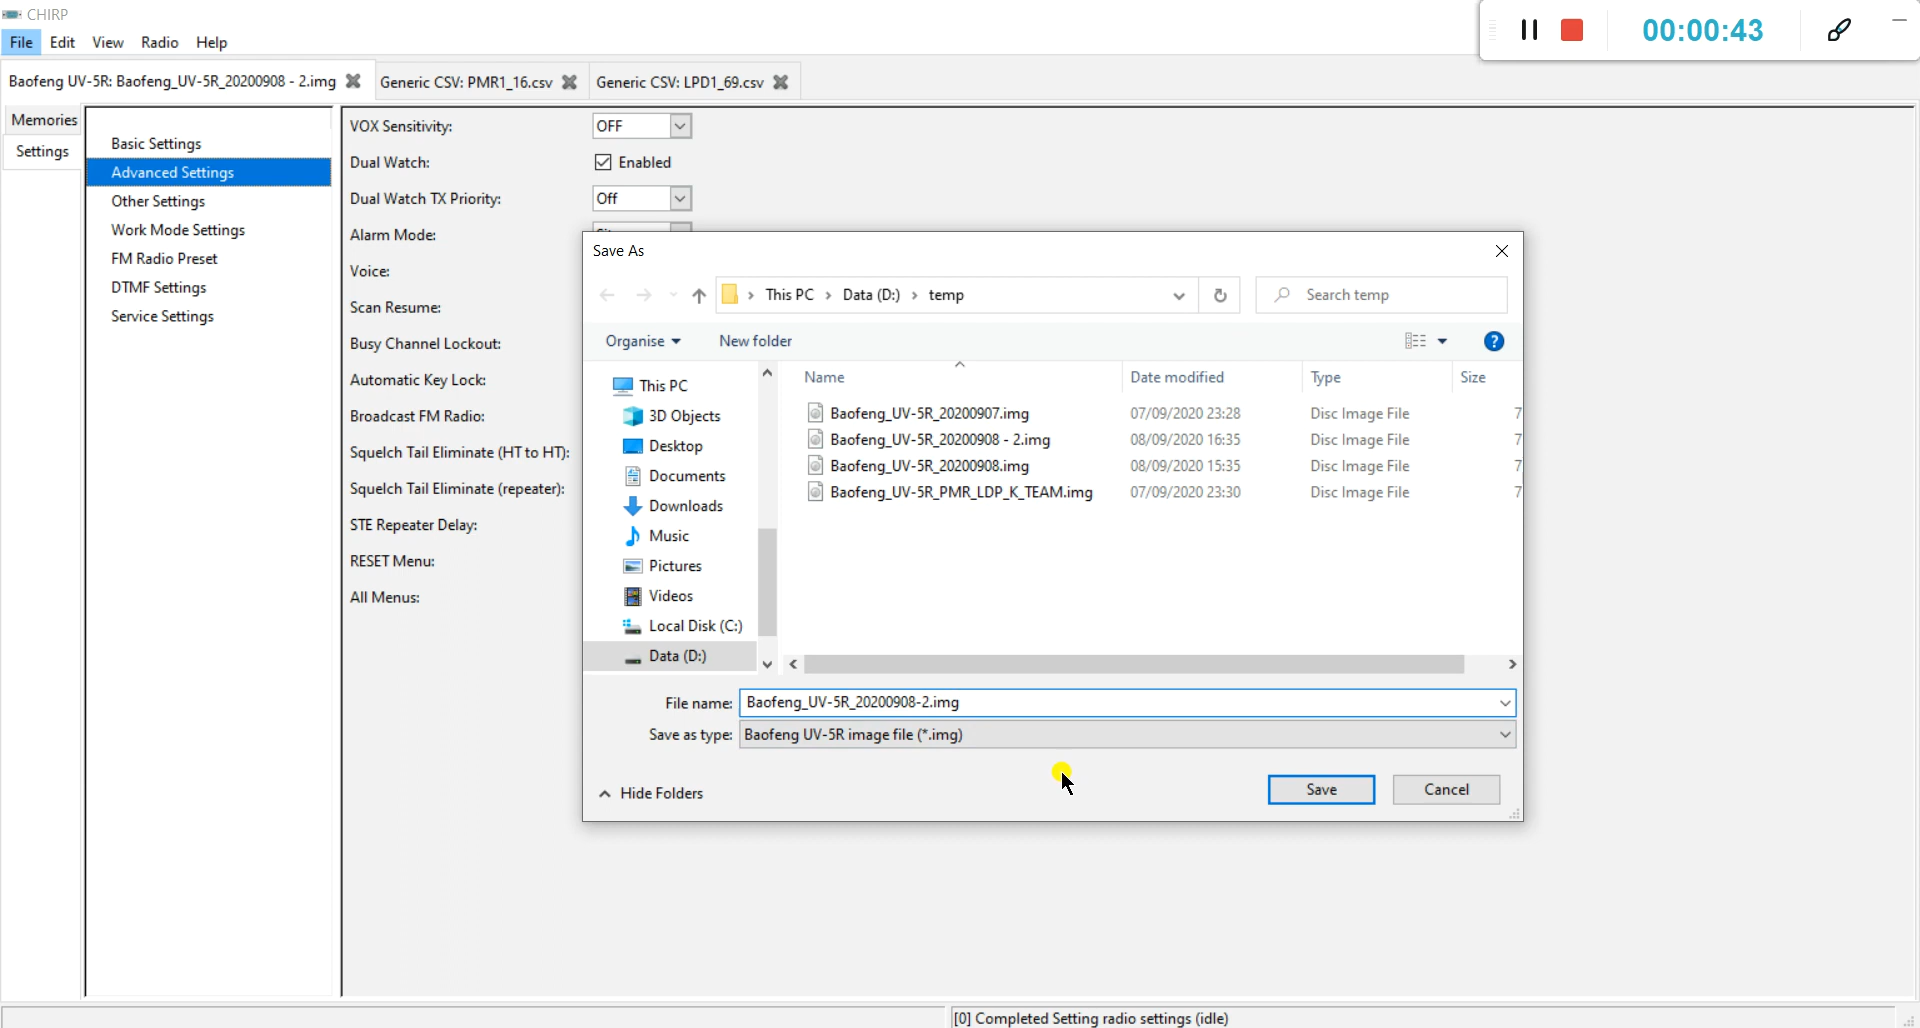 CHIRP
File Edit View Radio Help
00:00:43
Baofeng UV-5R: Baofeng_UV-5R_20200908 - 2.img Generic CSV: PMR1_16.csv Generic CSV: LPD1_69.csv
Memories
Settings
Basic Settings
Advanced Settings
Other Settings
Work Mode Settings
FM Radio Preset
DTMF Settings
Service Settings
VOX Sensitivity: OFF
Dual Watch: Enabled
Dual Watch TX Priority: Off
Alarm Mode:
Voice:
Scan Resume:
Busy Channel Lockout:
Automatic Key Lock:
Broadcast FM Radio:
Squelch Tail Eliminate (HT to HT):
Squelch Tail Eliminate (repeater):
STE Repeater Delay:
RESET Menu:
All Menus:
Save As
This PC › Data (D:) › temp
Search temp
Organise New folder
This PC
3D Objects
Desktop
Documents
Downloads
Music
Pictures
Videos
Local Disk (C:)
Data (D:)
Name Date modified Type Size
Baofeng_UV-5R_20200907.img 07/09/2020 23:28 Disc Image File 7
Baofeng_UV-5R_20200908 - 2.img 08/09/2020 16:35 Disc Image File 7
Baofeng_UV-5R_20200908.img 08/09/2020 15:35 Disc Image File 7
Baofeng_UV-5R_PMR_LDP_K_TEAM.img 07/09/2020 23:30 Disc Image File 7
File name: Baofeng_UV-5R_20200908-2.img
Save as type: Baofeng UV-5R image file (*.img)
Hide Folders
Save Cancel
[0] Completed Setting radio settings (idle)